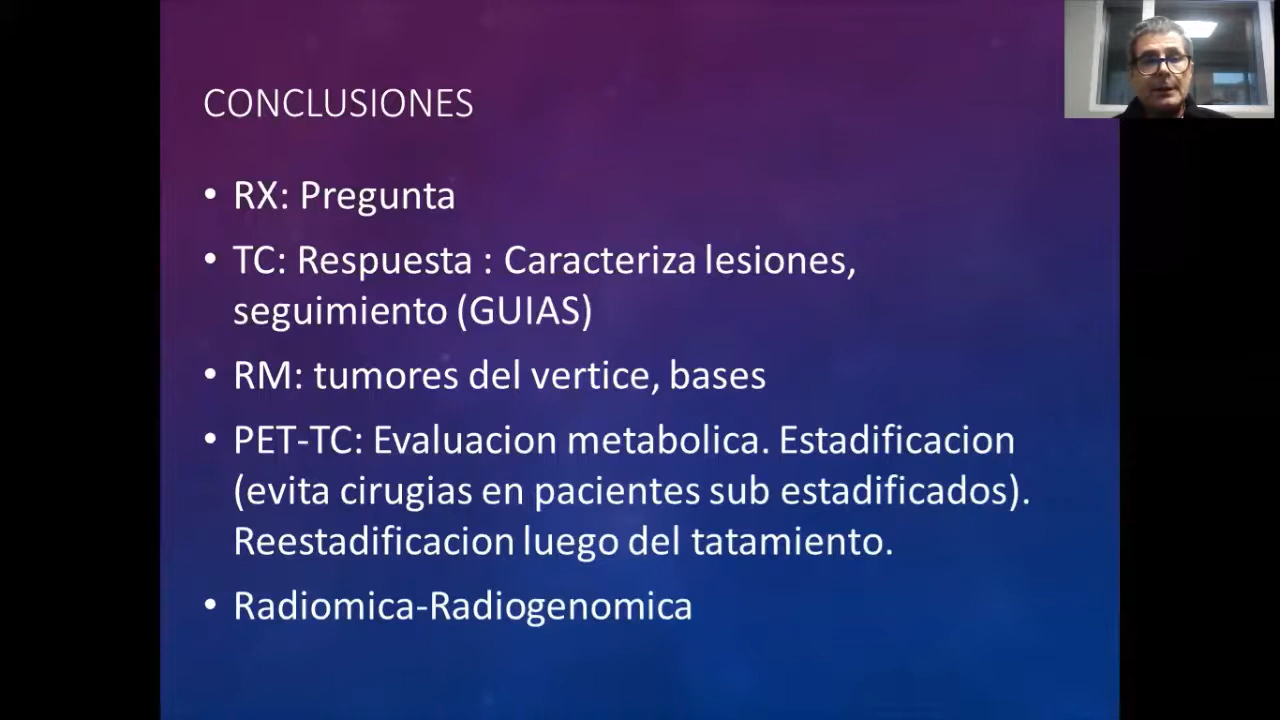 CONCLUSIONES
• RX: Pregunta
• TC: Respuesta : Caracteriza lesiones,
seguimiento (GUIAS)
• RM: tumores del vertice, bases
• PET-TC: Evaluacion metabolica. Estadificacion
(evita cirugias en pacientes sub estadificados).
Reestadificacion luego del tatamiento.
• Radiomica-Radiogenomica